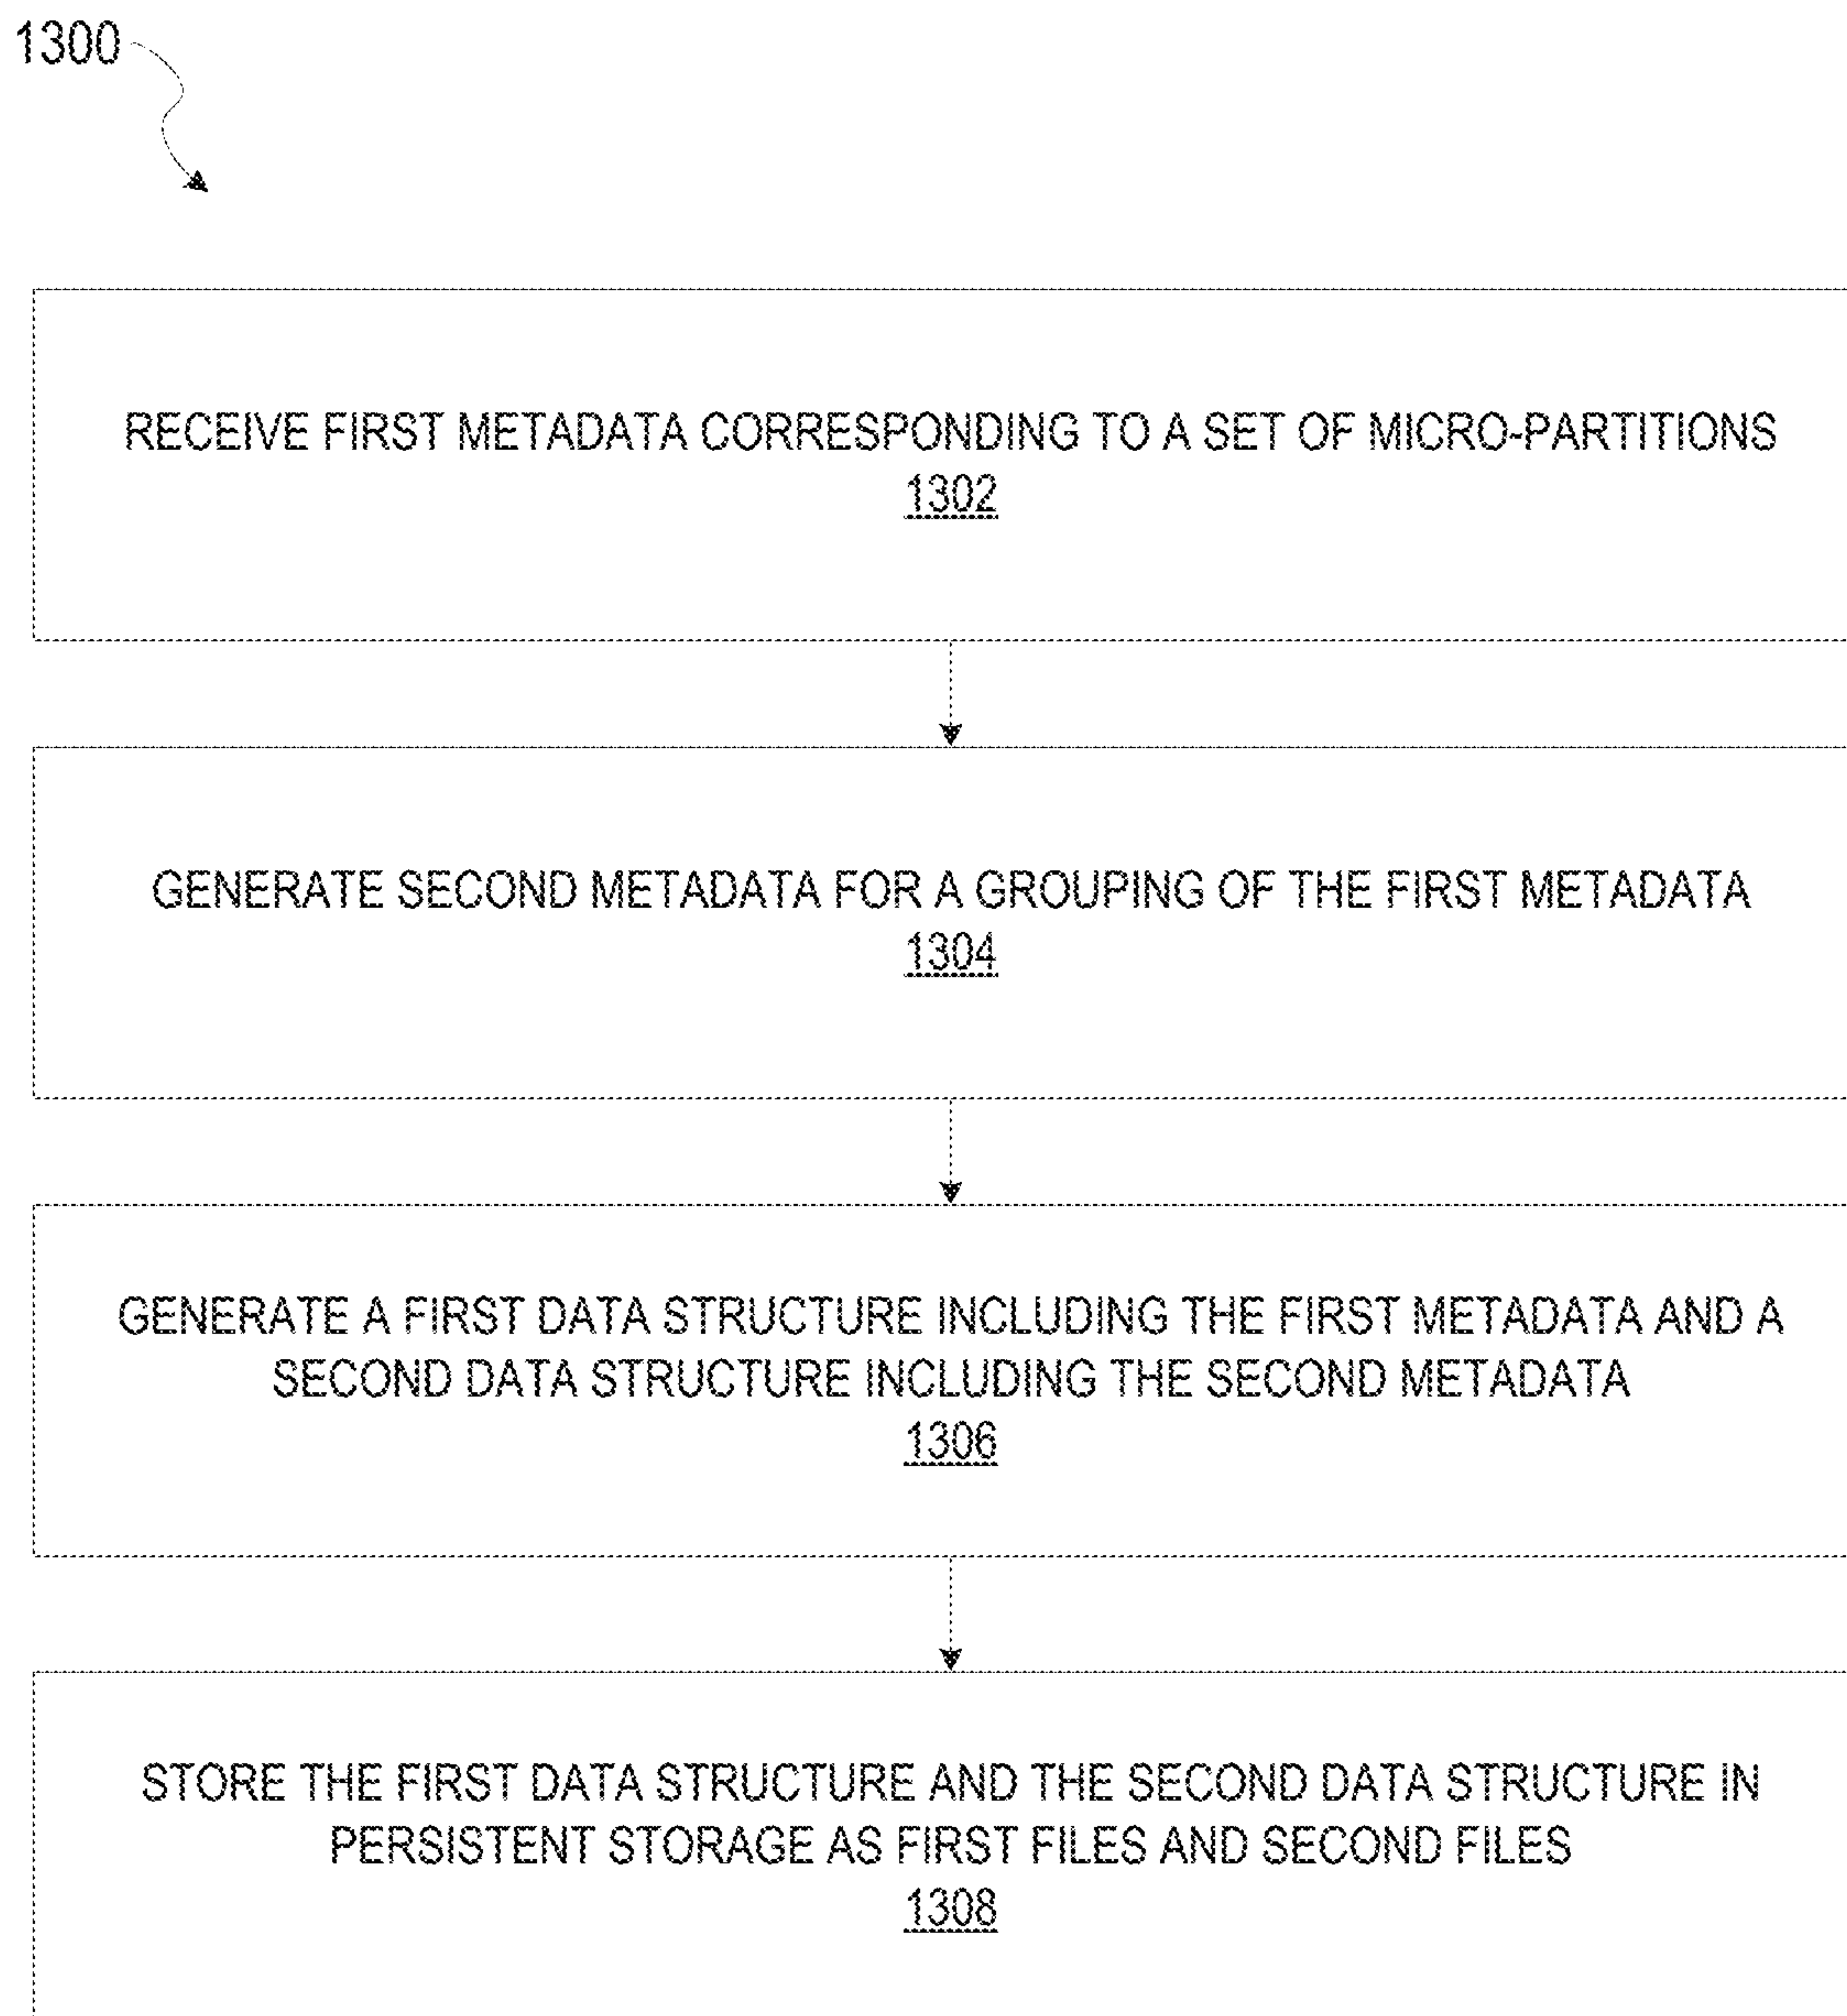 1300
RECEIVE FIRST METADATA CORRESPONDING TO A SET OF MICRO-PARTITIONS
1302
GENERATE SECOND METADATA FOR A GROUPING OF THE FIRST METADATA
1304
GENERATE A FIRST DATA STRUCTURE INCLUDING THE FIRST METADATA AND A
SECOND DATA STRUCTURE INCLUDING THE SECOND METADATA
1306
STORE THE FIRST DATA STRUCTURE AND THE SECOND DATA STRUCTURE IN
PERSISTENT STORAGE AS FIRST FILES AND SECOND FILES
1308